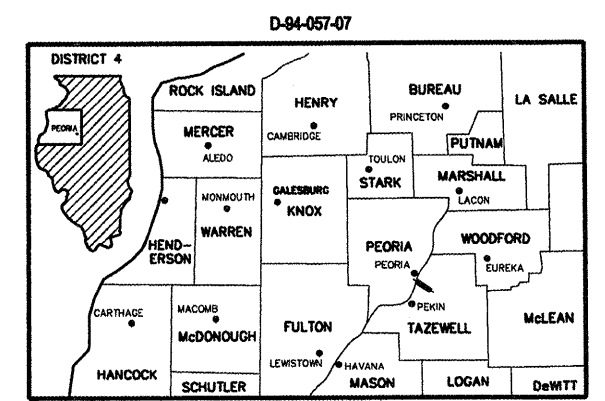 D-94-057-07
DISTRICT 4
PEORIA
ROCK ISLAND
HENRY
CAMBRIDGE
BUREAU
PRINCETON
LA SALLE
MERCER
ALEDO
PUTNAM
TOULON
STARK
MARSHALL
LACON
MONMOUTH
WARREN
GALESBURG
KNOX
HEND-
ERSON
PEORIA
PEORIA
WOODFORD
EUREKA
CARTHAGE
HANCOCK
MACOMB
McDONOUGH
FULTON
LEWISTOWN
PEKIN
TAZEWELL
McLEAN
HAVANA
MASON
SCHUTLER
LOGAN
DeWITT